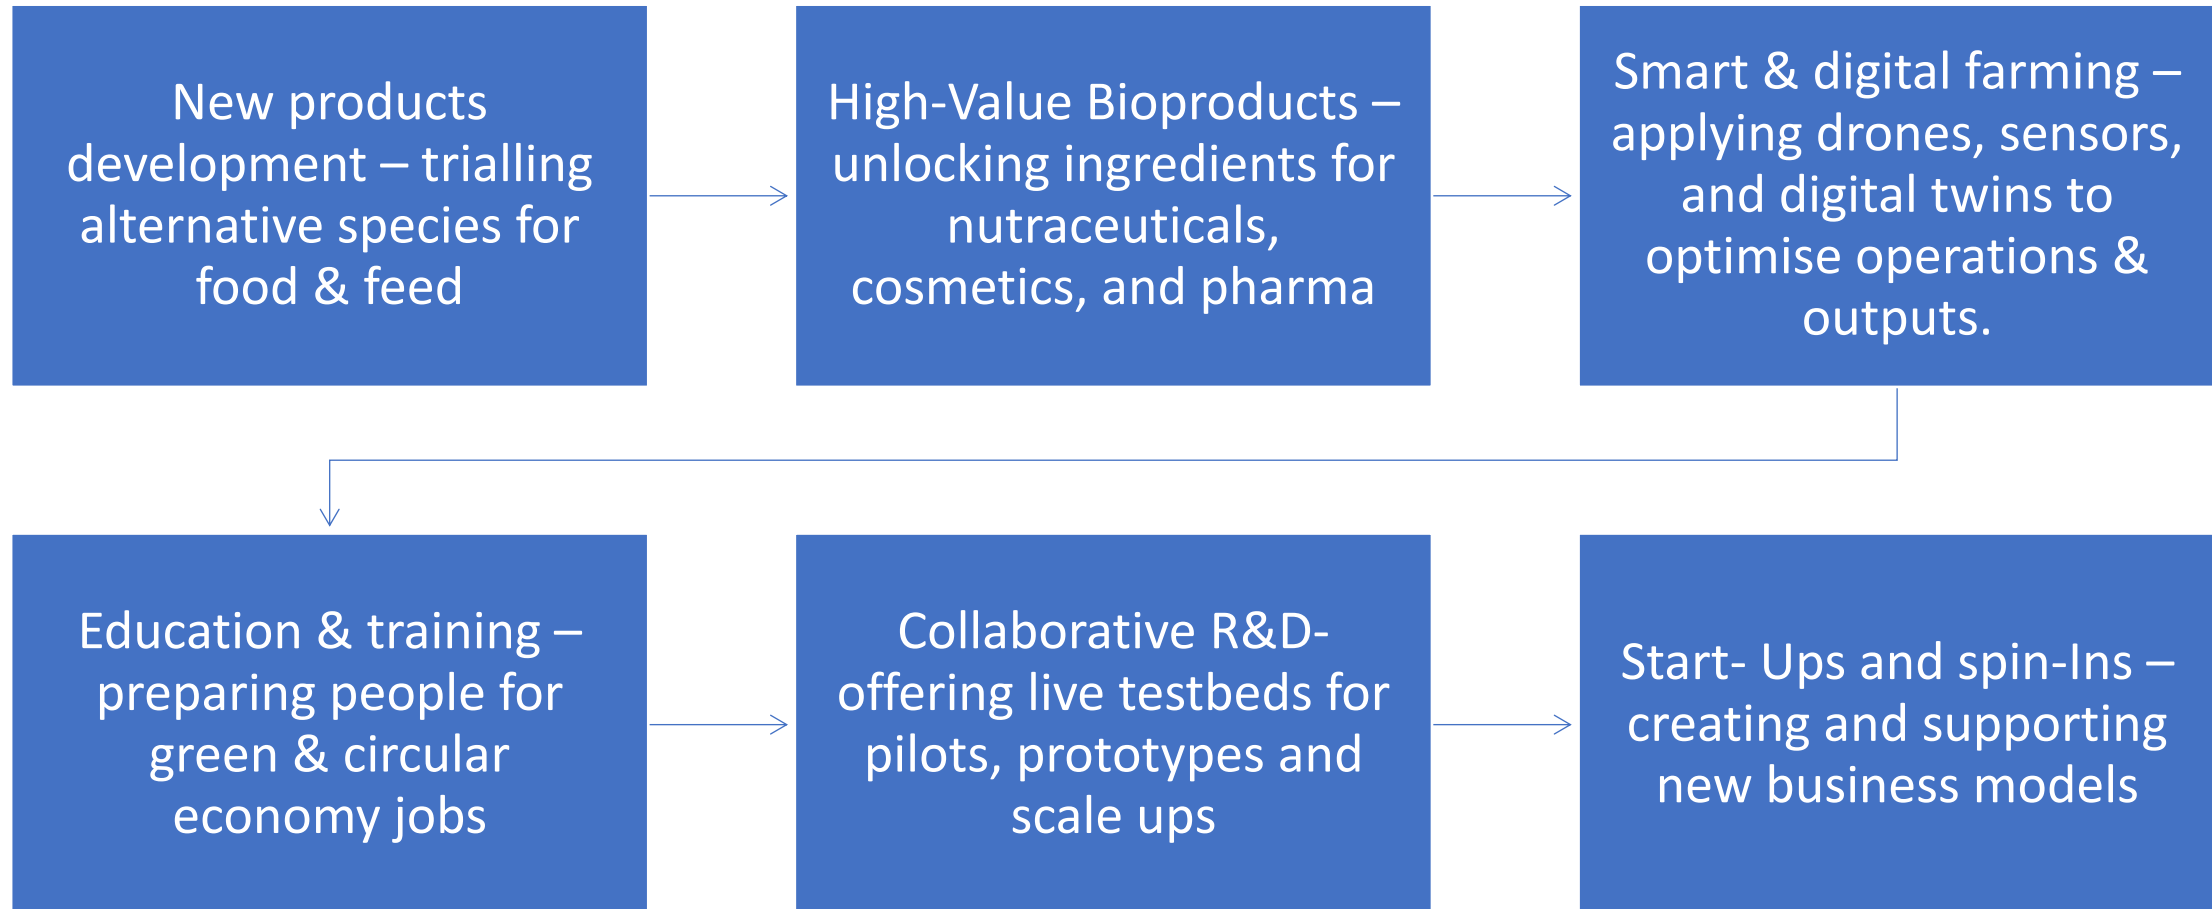 New products
development – trialling
alternative species for
food & feed
High-Value Bioproducts –
unlocking ingredients for
nutraceuticals,
cosmetics, and pharma
Smart & digital farming –
applying drones, sensors,
and digital twins to
optimise operations &
outputs.
Education & training –
preparing people for
green & circular
economy jobs
Collaborative R&D-
offering live testbeds for
pilots, prototypes and
scale ups
Start- Ups and spin-Ins –
creating and supporting
new business models